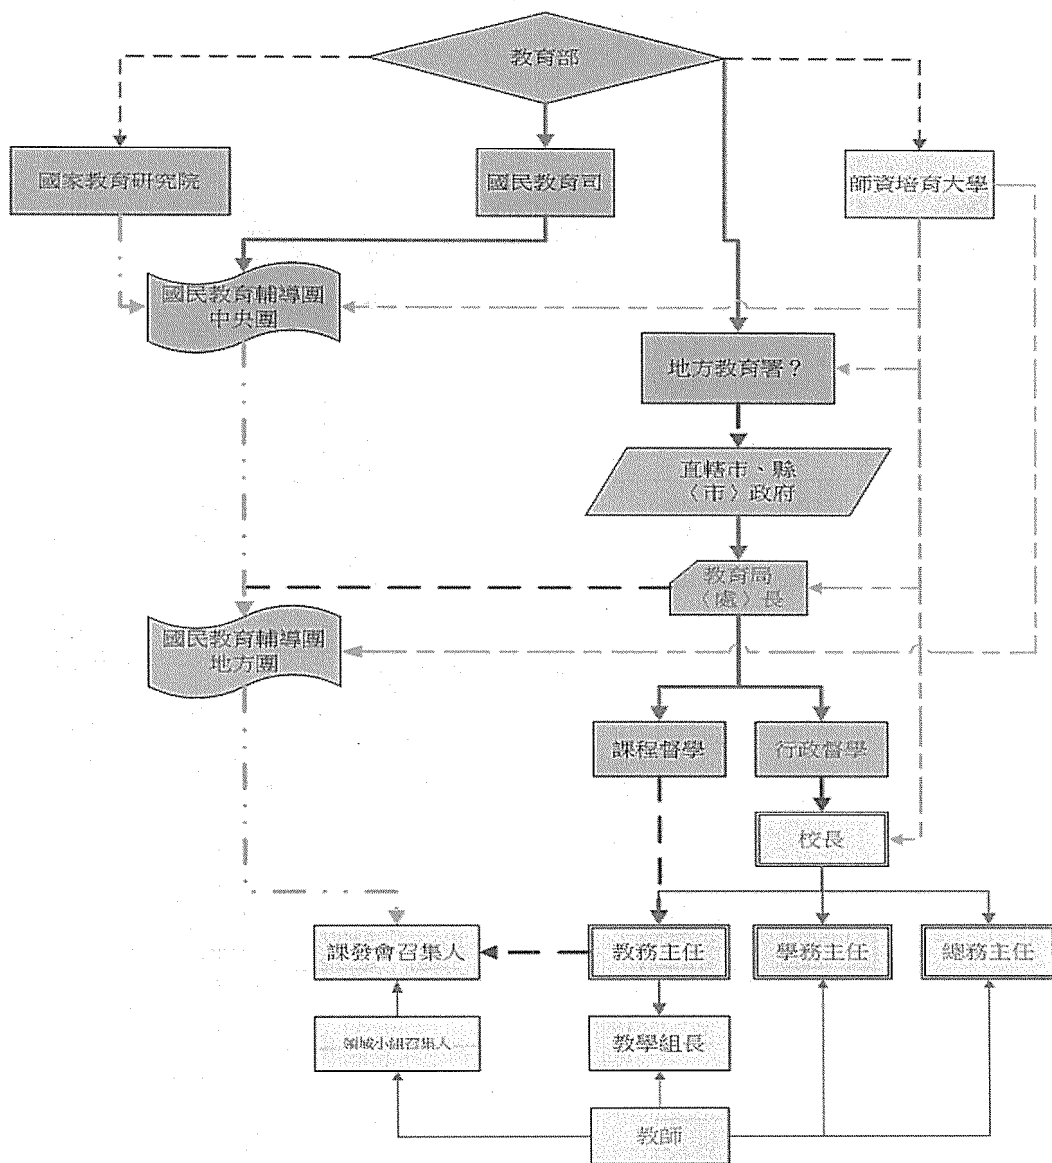 教育部
國家教育研究院
國民教育司
師資培育大學
國民教育輔導團
中央團
地方教育署？
直轄市、縣
〈市〉政府
教育局
〈處〉長
國民教育輔導團
地方團
課程督學
行政督學
校長
課發會召集人
教務主任
學務主任
總務主任
領域小組召集人
教學組長
教師